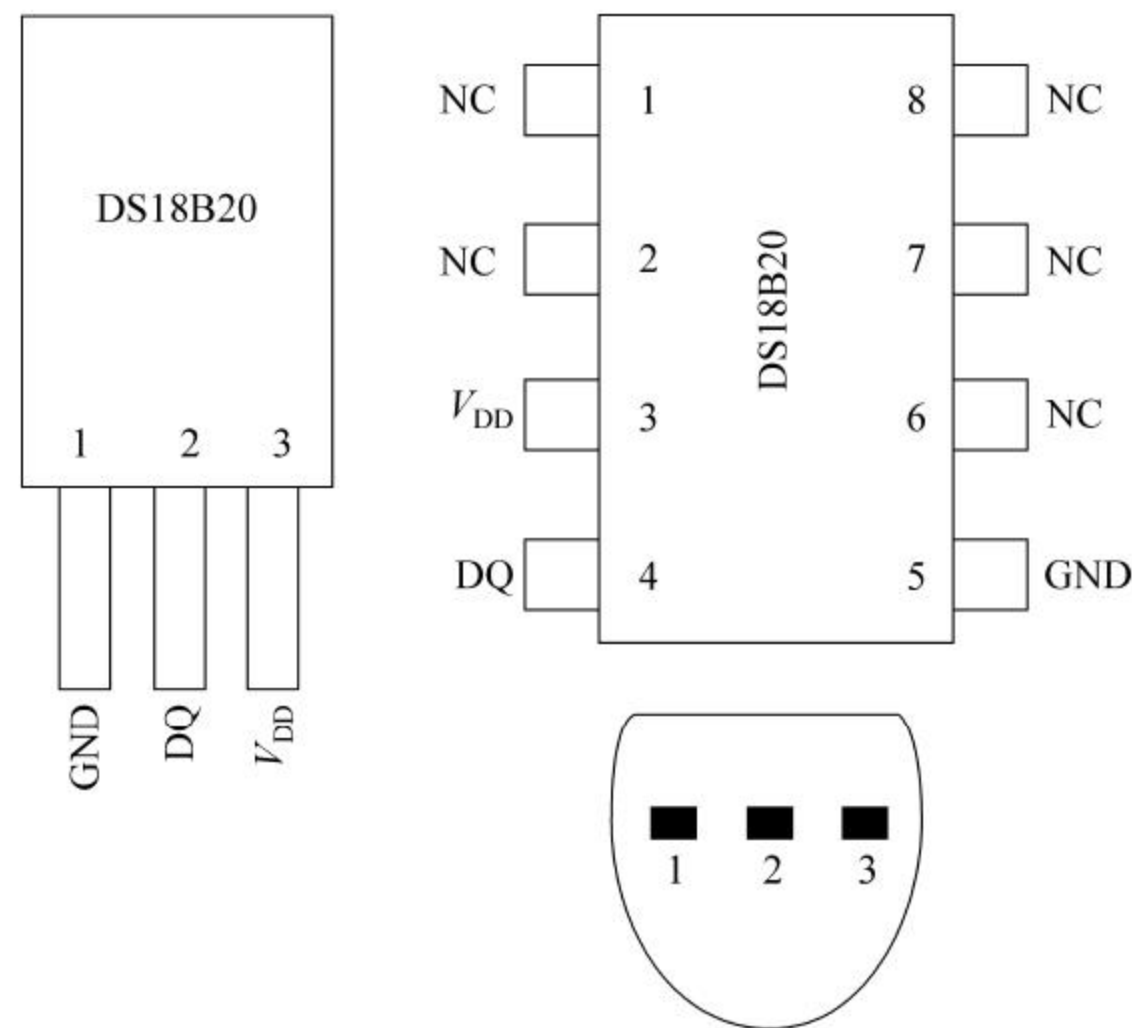 DS18B20
1 2 3
GND DQ VDD
NC 1 8 NC
NC 2 7 NC
DS18B20
VDD 3 6 NC
DQ 4 5 GND
1 2 3